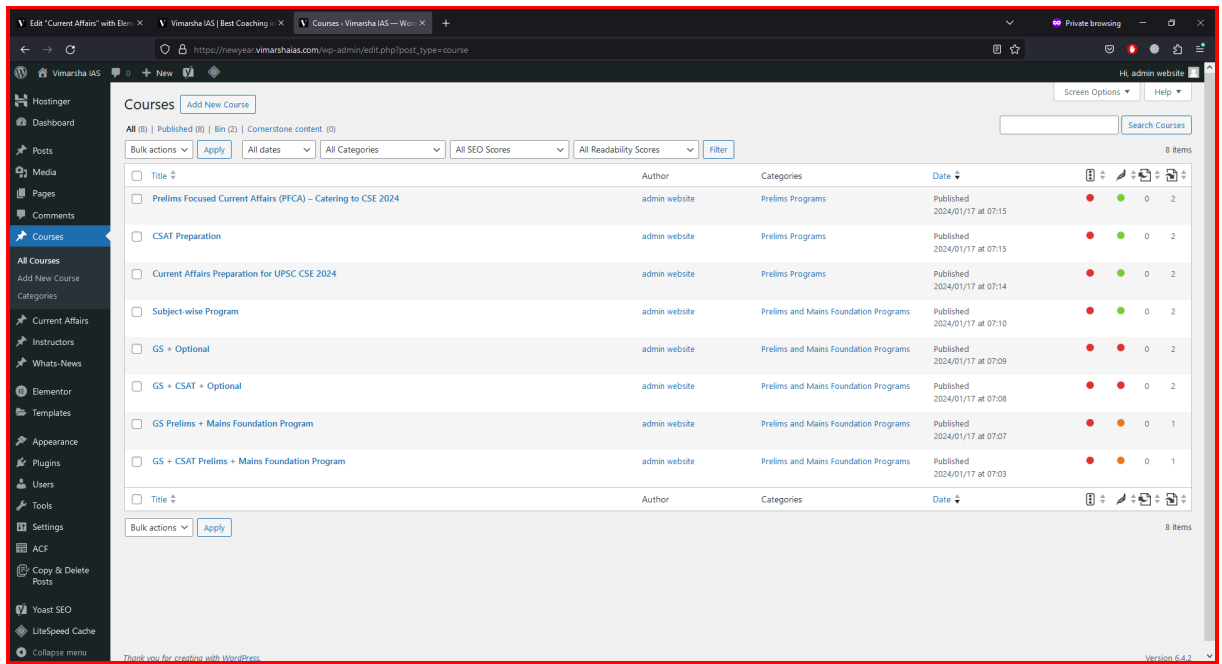 Edit "Current Affairs" with Elem
Vimarsha IAS | Best Coaching in
Courses ‹ Vimarsha IAS — Wor
Private browsing
https://newyear.vimarshaias.com/wp-admin/edit.php?post_type=course
Vimarsha IAS 0 New
Hi, admin website
Hostinger
Dashboard
Posts
Media
Pages
Comments
Courses
All Courses
Add New Course
Categories
Current Affairs
Instructors
Whats-News
Elementor
Templates
Appearance
Plugins
Users
Tools
Settings
ACF
Copy & Delete
Posts
Yoast SEO
LiteSpeed Cache
Collapse menu
Screen Options Help
Courses Add New Course
All (8) | Published (8) | Bin (2) | Cornerstone content (0)
Search Courses
Bulk actions Apply All dates All Categories All SEO Scores All Readability Scores Filter
8 items
Title Author Categories Date
Prelims Focused Current Affairs (PFCA) – Catering to CSE 2024 admin website Prelims Programs Published 0 2
2024/01/17 at 07:15
CSAT Preparation admin website Prelims Programs Published 0 2
2024/01/17 at 07:15
Current Affairs Preparation for UPSC CSE 2024 admin website Prelims Programs Published 0 2
2024/01/17 at 07:14
Subject-wise Program admin website Prelims and Mains Foundation Programs Published 0 2
2024/01/17 at 07:10
GS + Optional admin website Prelims and Mains Foundation Programs Published 0 2
2024/01/17 at 07:09
GS + CSAT + Optional admin website Prelims and Mains Foundation Programs Published 0 2
2024/01/17 at 07:08
GS Prelims + Mains Foundation Program admin website Prelims and Mains Foundation Programs Published 0 1
2024/01/17 at 07:07
GS + CSAT Prelims + Mains Foundation Program admin website Prelims and Mains Foundation Programs Published 0 1
2024/01/17 at 07:03
Title Author Categories Date
Bulk actions Apply
8 items
Thank you for creating with WordPress.
Version 6.4.2